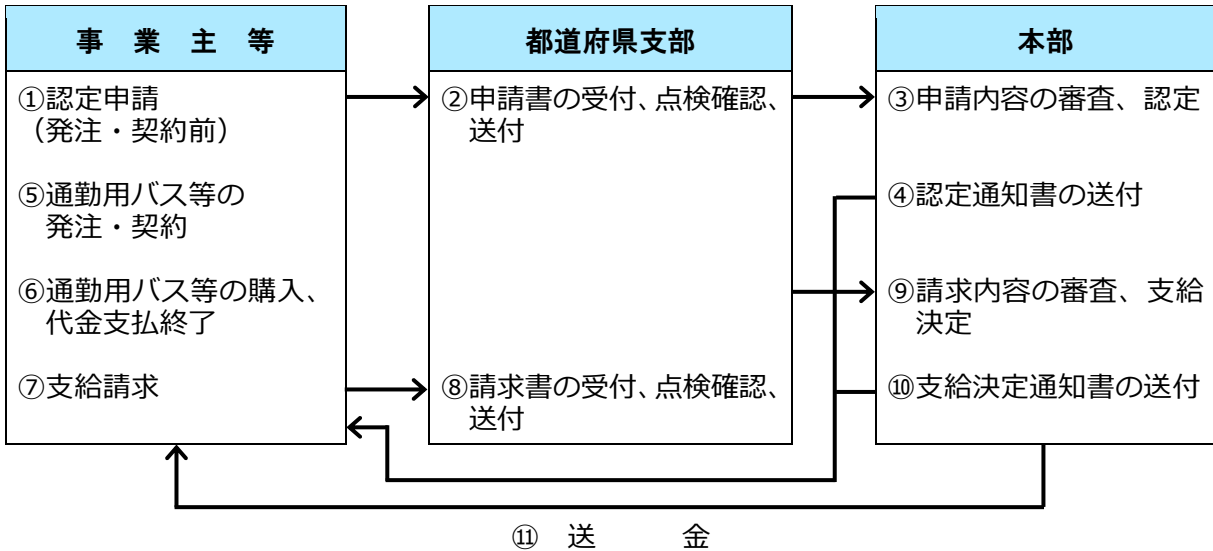 事　業　主　等
①認定申請
（発注・契約前）
⑤通勤用バス等の
発注・契約
⑥通勤用バス等の購入、
代金支払終了
⑦支給請求
都道府県支部
②申請書の受付、点検確認、
送付
⑧請求書の受付、点検確認、
送付
本部
③申請内容の審査、認定
④認定通知書の送付
⑨請求内容の審査、支給
決定
⑩支給決定通知書の送付
⑪　送　　　金